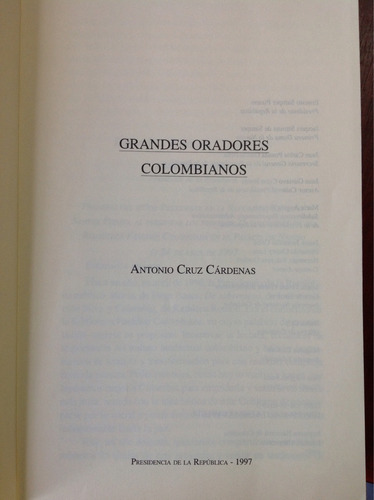 GRANDES ORADORES
COLOMBIANOS
ANTONIO CRUZ CÁRDENAS
PRESIDENCIA DE LA REPÚBLICA - 1997